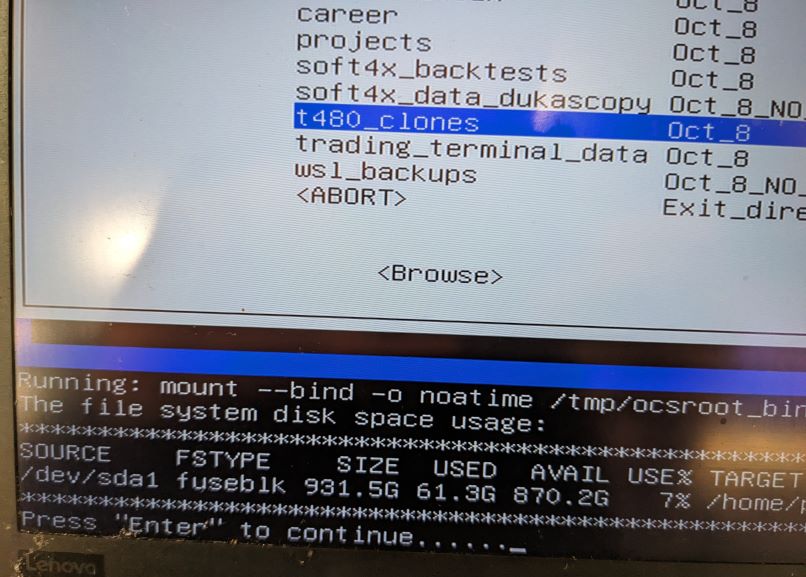 career Oct_8
projects Oct_8
soft4x_backtests Oct_8
soft4x_data_dukascopy Oct_8_NO_
t480_clones Oct_8
trading_terminal_data Oct_8
wsl_backups Oct_8_NO_
<ABORT> Exit_dire
<Browse>
Running: mount --bind -o noatime /tmp/ocsroot_bin
The file system disk space usage:
*****************************************************
SOURCE FSTYPE SIZE USED AVAIL USE% TARGET
/dev/sda1 fuseblk 931.5G 61.3G 870.2G 7% /home/p
*****************************************************
Press "Enter" to continue......_
Lenovo